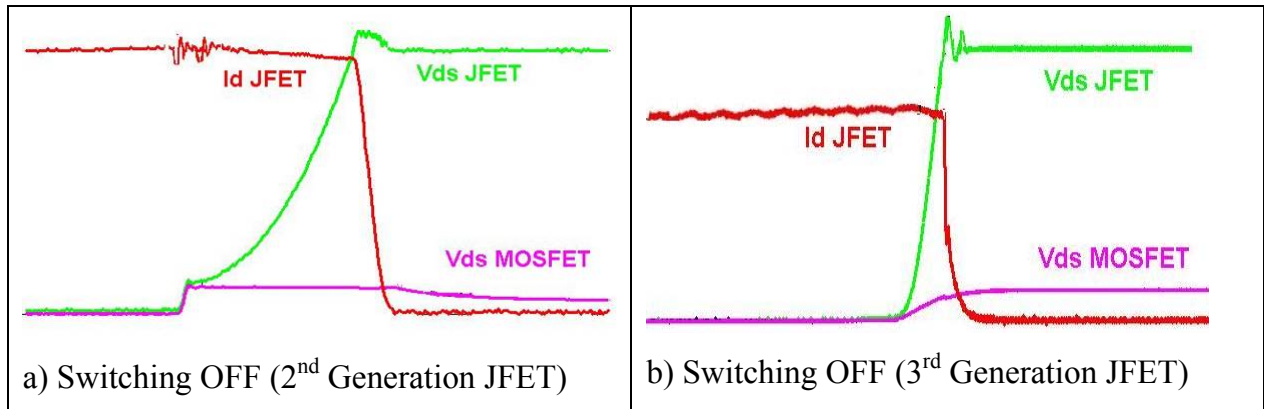 Id JFET
Vds JFET
Vds MOSFET
a) Switching OFF (2nd Generation JFET)
Vds JFET
Id JFET
Vds MOSFET
b) Switching OFF (3rd Generation JFET)